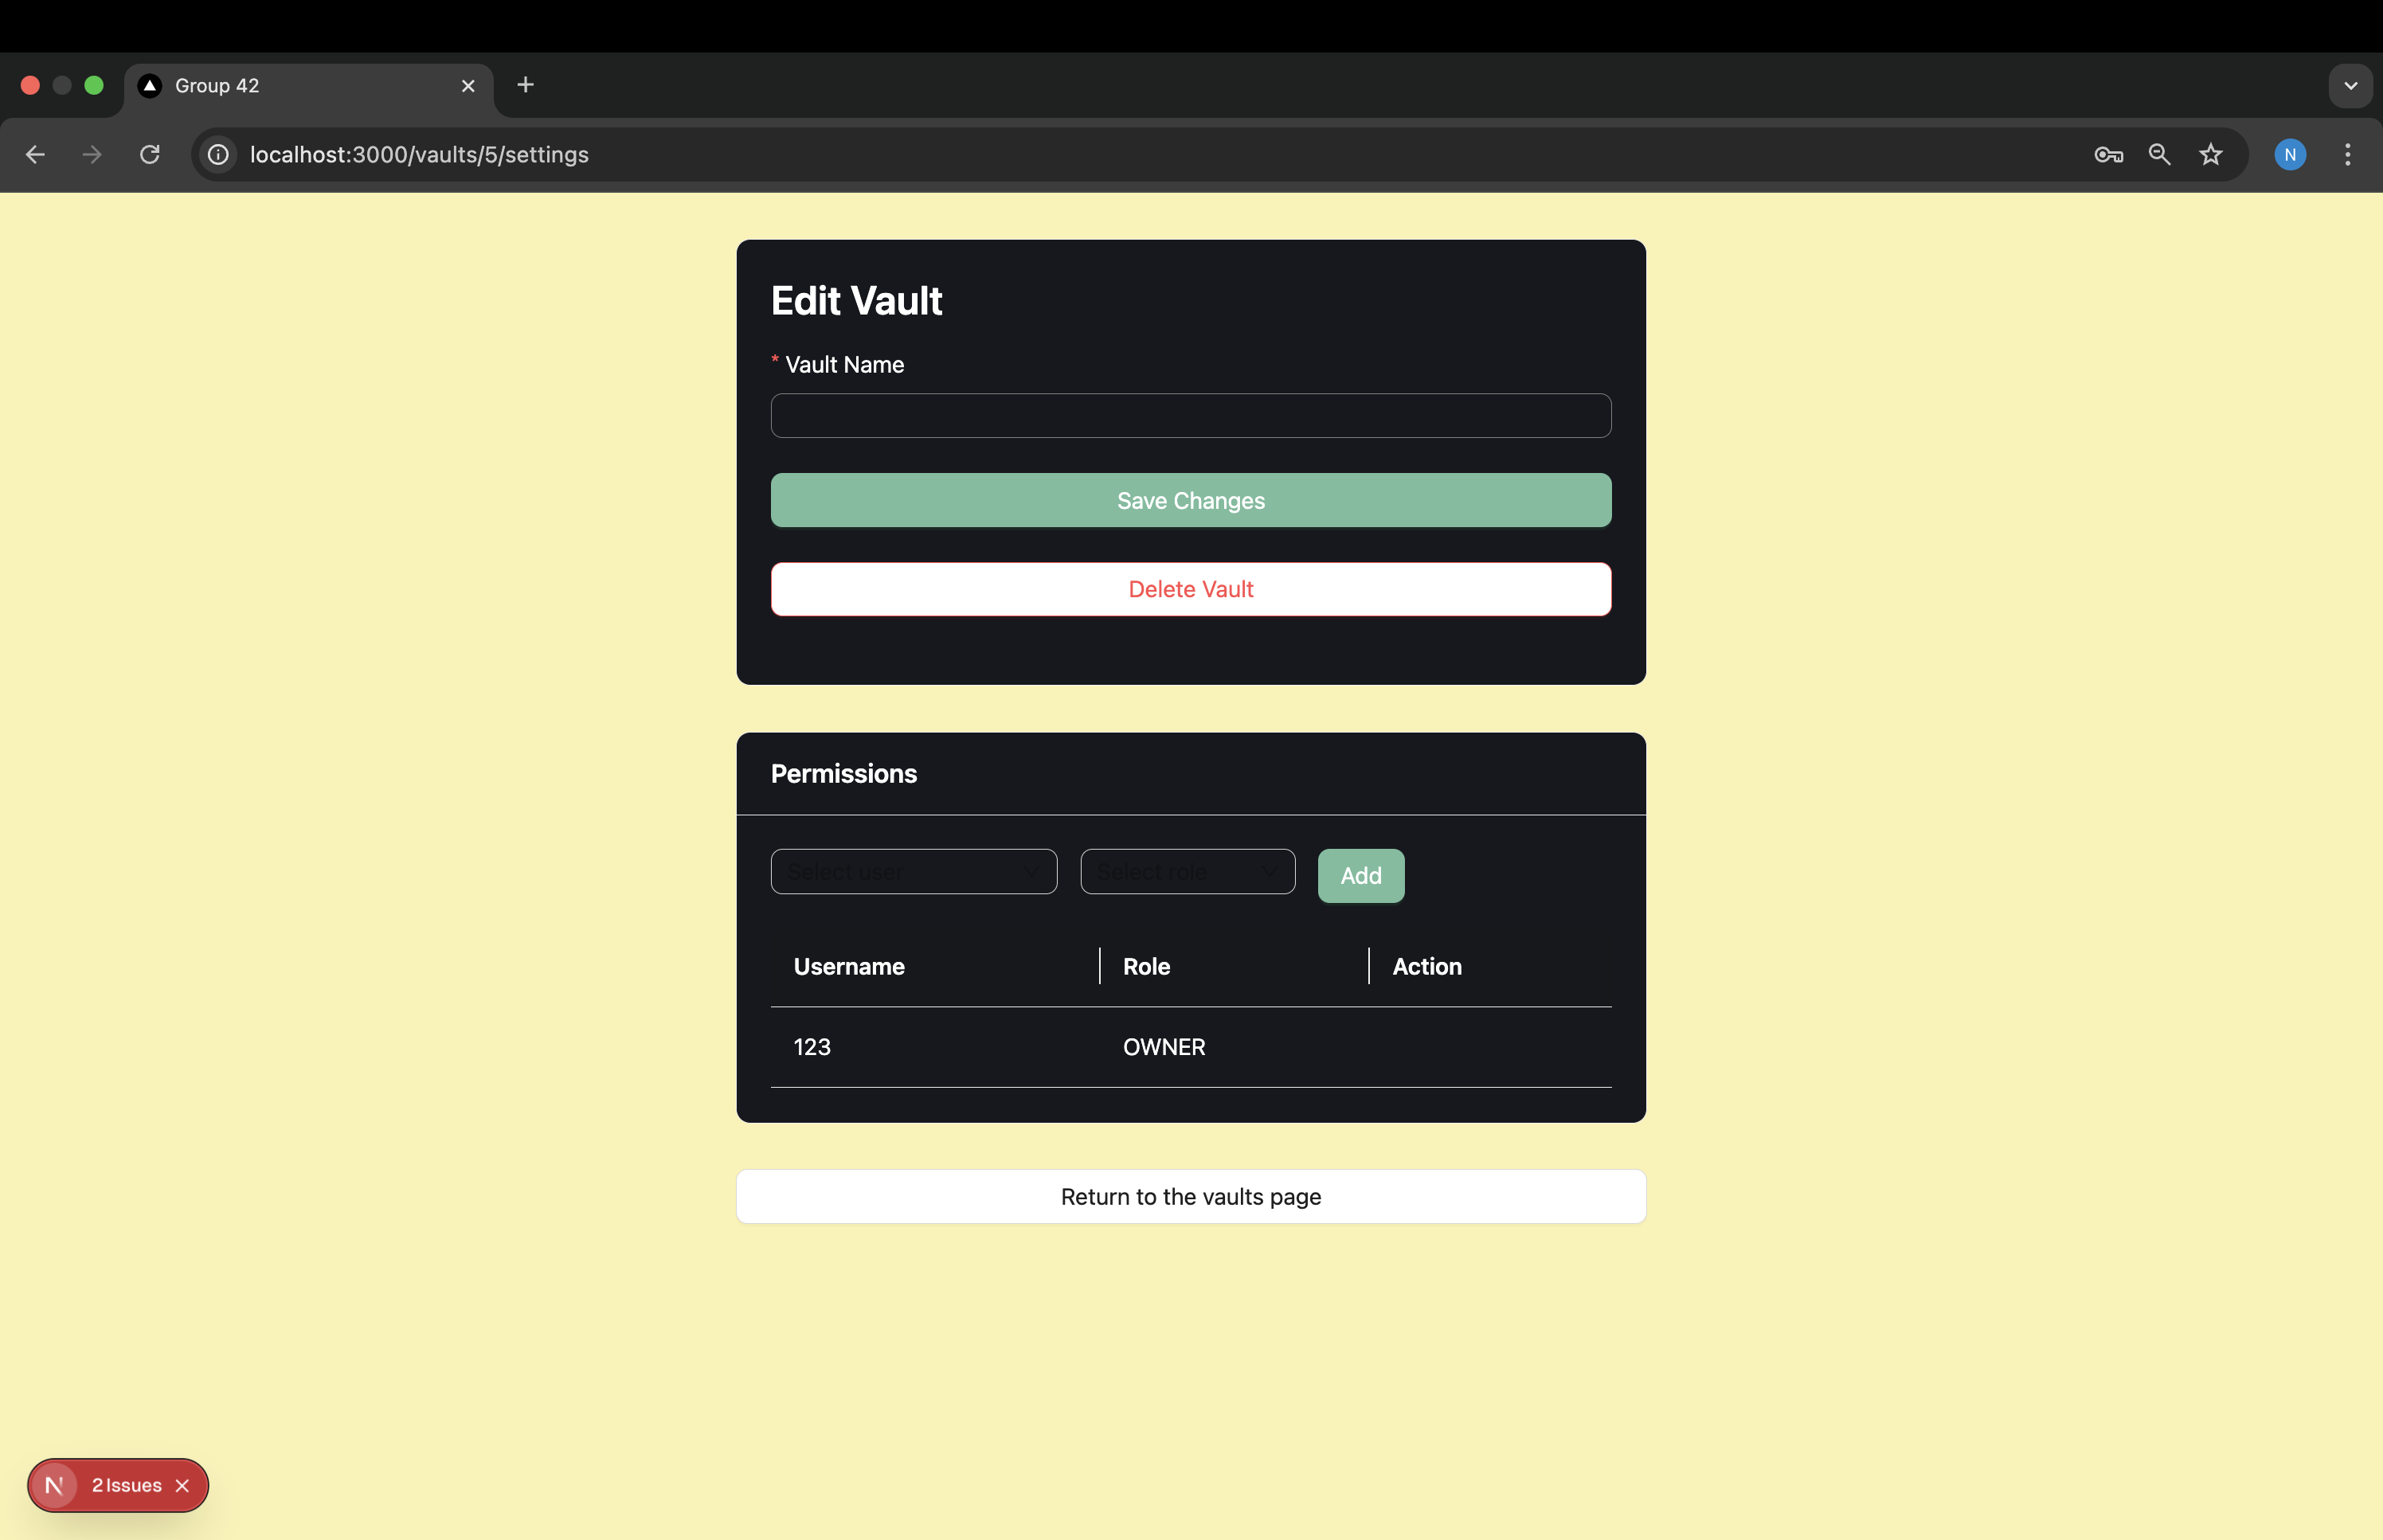 Group 42
localhost:3000/vaults/5/settings
N
Edit Vault
* Vault Name
Save Changes
Delete Vault
Permissions
Select user
Select role
Add
Username
Role
Action
123
OWNER
Return to the vaults page
N
2 Issues